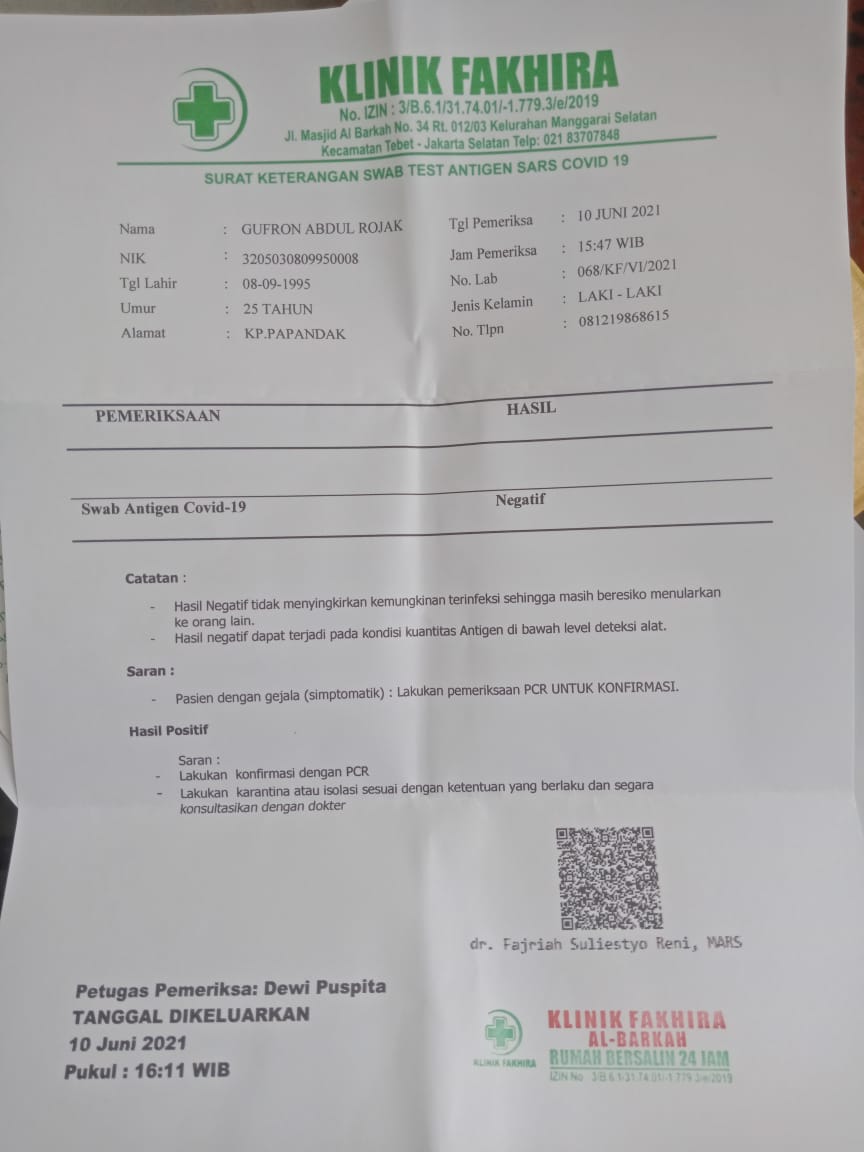 KLINIK FAKHIRA
No. IZIN : 3/B.6.1/31.74.01/-1.779.3/e/2019
Jl. Masjid Al Barkah No. 34 Rt. 012/03 Kelurahan Manggarai Selatan
Kecamatan Tebet - Jakarta Selatan Telp: 021 83707848
SURAT KETERANGAN SWAB TEST ANTIGEN SARS COVID 19
Nama : GUFRON ABDUL ROJAK
NIK : 3205030809950008
Tgl Lahir : 08-09-1995
Umur : 25 TAHUN
Alamat : KP.PAPANDAK
Tgl Pemeriksa : 10 JUNI 2021
Jam Pemeriksa : 15:47 WIB
No. Lab : 068/KF/VI/2021
Jenis Kelamin : LAKI - LAKI
No. Tlpn : 081219868615
PEMERIKSAAN HASIL
Swab Antigen Covid-19 Negatif
Catatan :
- Hasil Negatif tidak menyingkirkan kemungkinan terinfeksi sehingga masih beresiko menularkan
ke orang lain.
- Hasil negatif dapat terjadi pada kondisi kuantitas Antigen di bawah level deteksi alat.
Saran :
- Pasien dengan gejala (simptomatik) : Lakukan pemeriksaan PCR UNTUK KONFIRMASI.
Hasil Positif
Saran :
- Lakukan konfirmasi dengan PCR
- Lakukan karantina atau isolasi sesuai dengan ketentuan yang berlaku dan segara
konsultasikan dengan dokter
dr. Fajriah Suliestyo Reni, MARS
Petugas Pemeriksa: Dewi Puspita
TANGGAL DIKELUARKAN
10 Juni 2021
Pukul : 16:11 WIB
KLINIK FAKHIRA
KLINIK FAKHIRA
AL-BARKAH
RUMAH BERSALIN 24 JAM
IZIN No 3/B.6.1/31.74.01/-1.779.3/e/2019